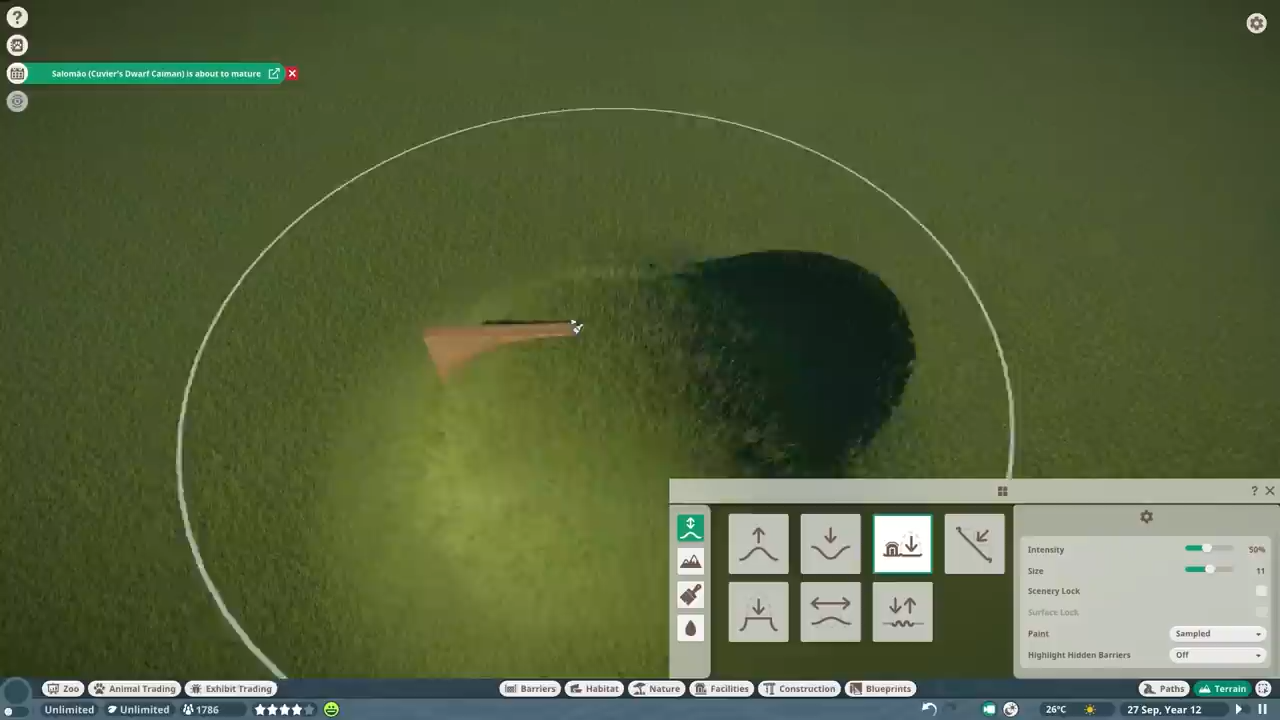 ?
Salomão (Cuvier's Dwarf Caiman) is about to mature
?
Intensity 50%
Size 11
Scenery Lock
Surface Lock
Paint Sampled
Highlight Hidden Barriers Off
Zoo Animal Trading Exhibit Trading Barriers Habitat Nature Facilities Construction Blueprints Paths Terrain
Unlimited Unlimited 1786 26°C 27 Sep, Year 12